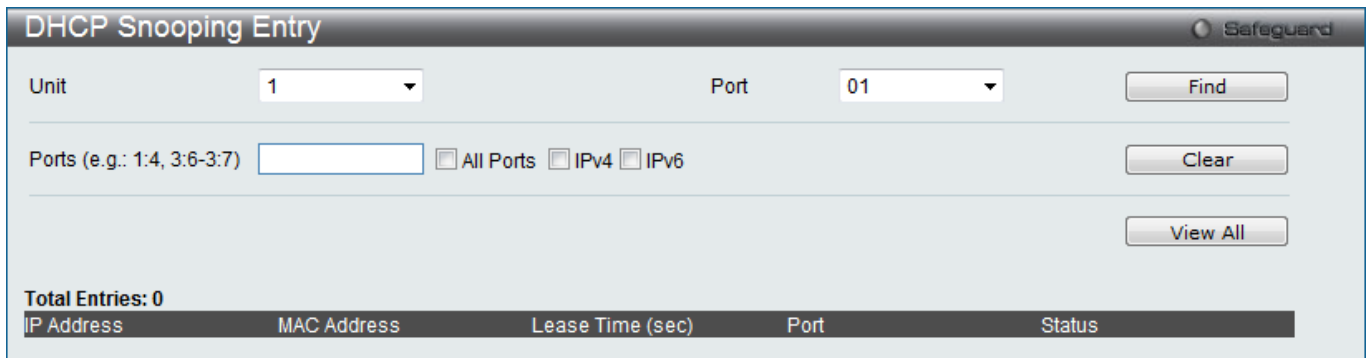 DHCP Snooping Entry Safeguard
Unit 1 Port 01 Find
Ports (e.g.: 1:4, 3:6-3:7) All Ports IPv4 IPv6 Clear
View All
Total Entries: 0
IP Address MAC Address Lease Time (sec) Port Status